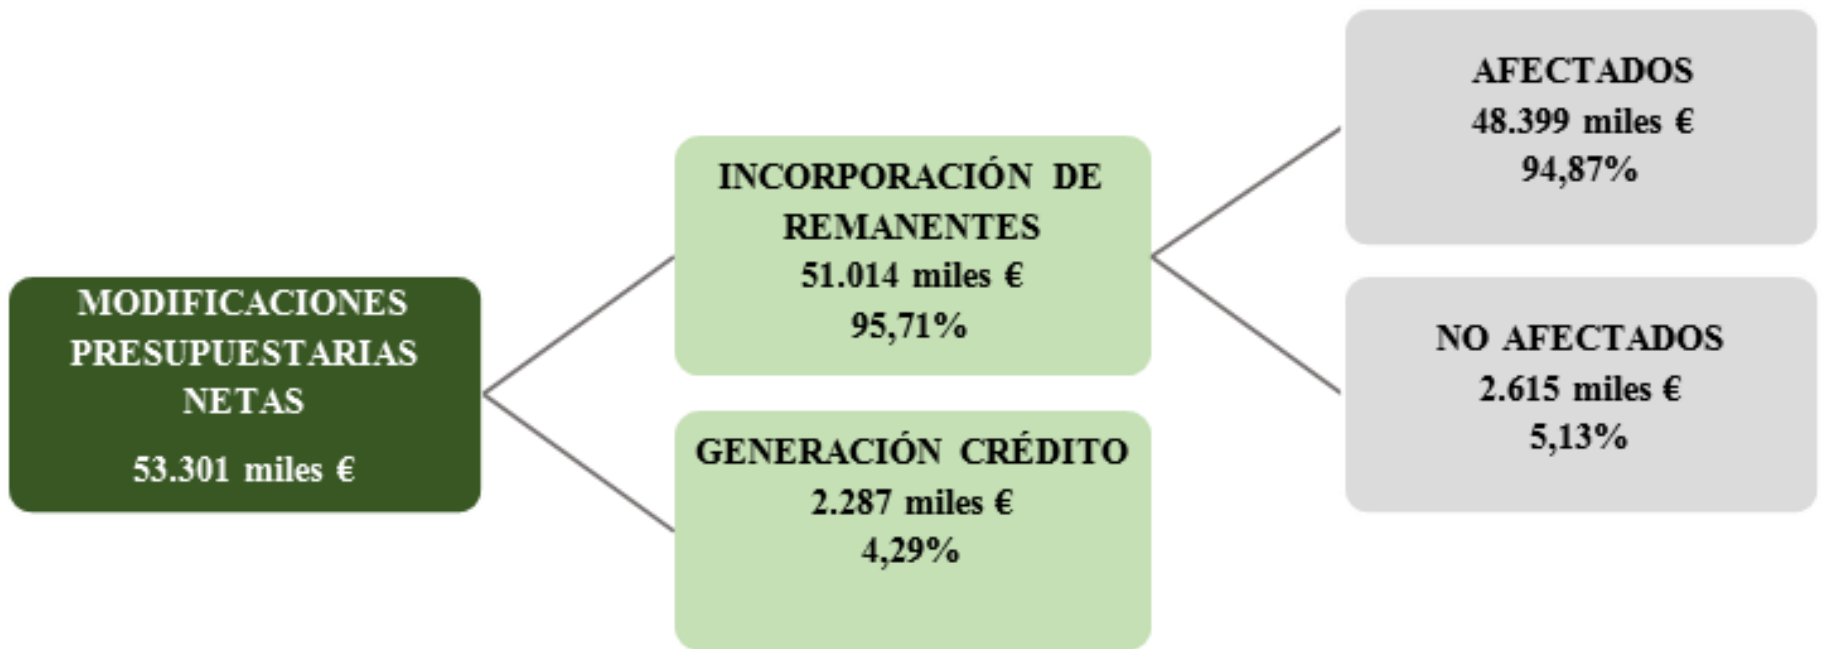 MODIFICACIONES
PRESUPUESTARIAS
NETAS
53.301 miles €
INCORPORACIÓN DE
REMANENTES
51.014 miles €
95,71%
GENERACIÓN CRÉDITO
2.287 miles €
4,29%
AFECTADOS
48.399 miles €
94,87%
NO AFECTADOS
2.615 miles €
5,13%